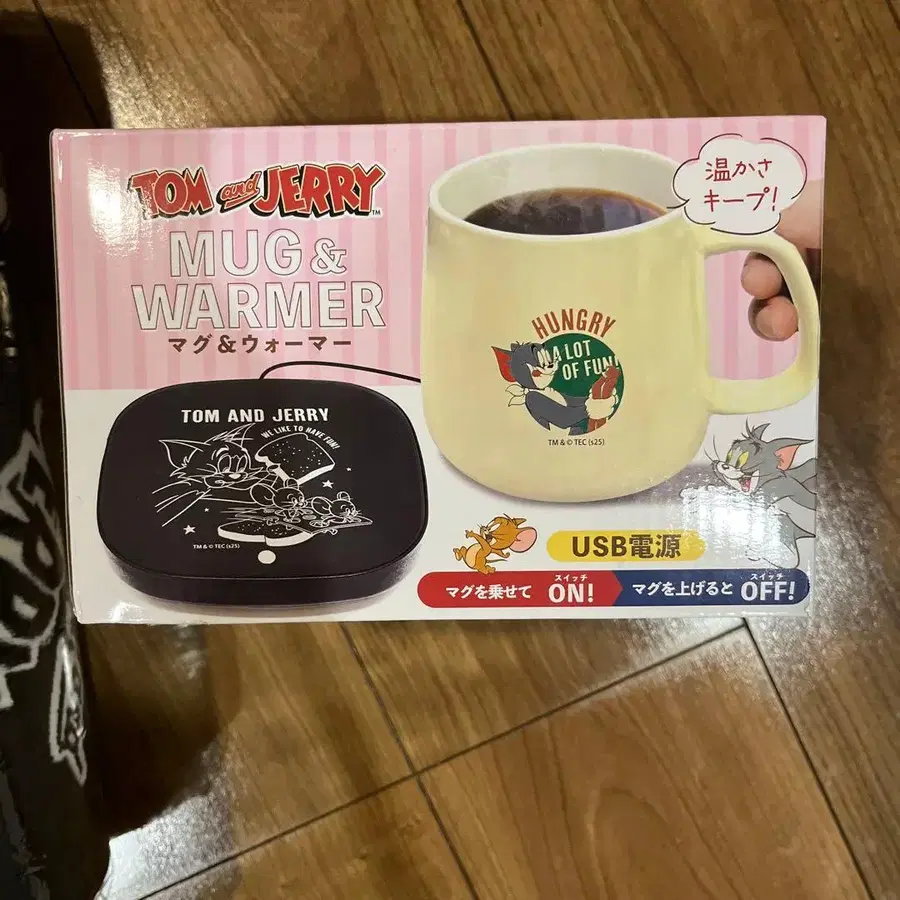 TOM and JERRY™
MUG &
WARMER
マグ&ウォーマー
温かさ
キープ!
HUNGRY
A LOT
OF FUN!
TM & © TEC (s25)
TOM AND JERRY
WE LIKE TO HAVE FUN!
TM & © TEC (s25)
USB電源
マグを乗せて スイッチ ON!
マグを上げると スイッチ OFF!